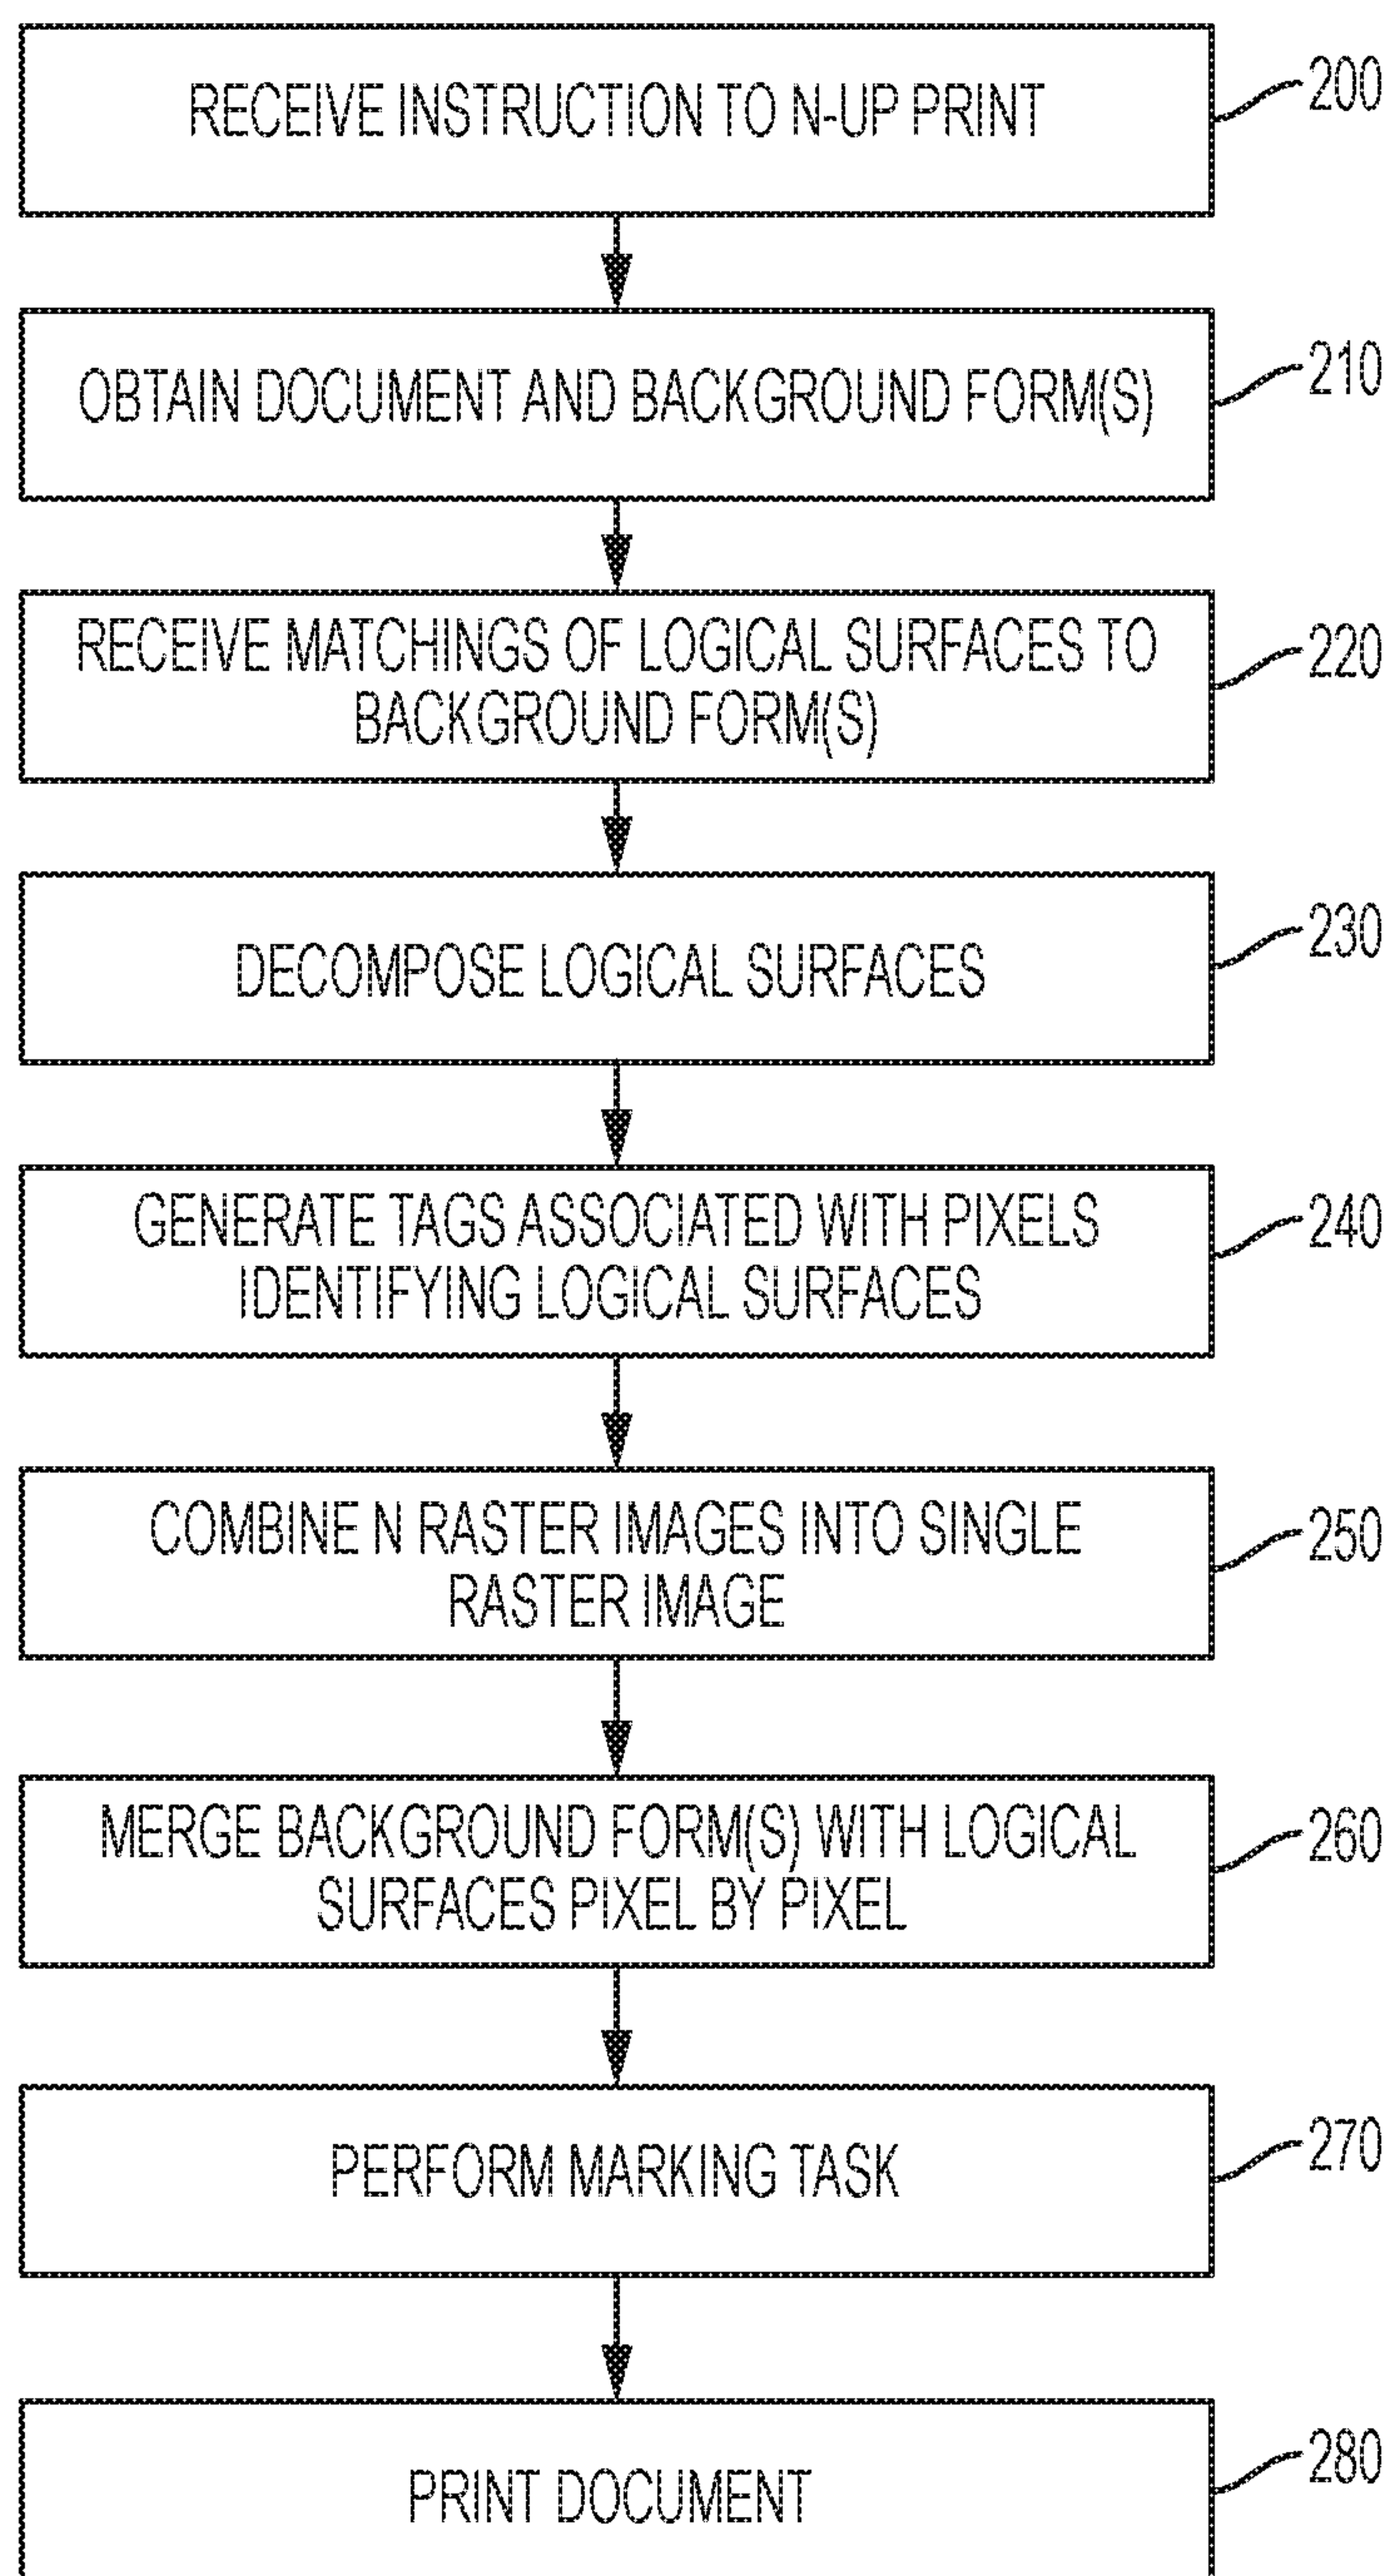 RECEIVE INSTRUCTION TO N-UP PRINT
200
OBTAIN DOCUMENT AND BACKGROUND FORM(S)
210
RECEIVE MATCHINGS OF LOGICAL SURFACES TO
BACKGROUND FORM(S)
220
DECOMPOSE LOGICAL SURFACES
230
GENERATE TAGS ASSOCIATED WITH PIXELS
IDENTIFYING LOGICAL SURFACES
240
COMBINE N RASTER IMAGES INTO SINGLE
RASTER IMAGE
250
MERGE BACKGROUND FORM(S) WITH LOGICAL
SURFACES PIXEL BY PIXEL
260
PERFORM MARKING TASK
270
PRINT DOCUMENT
280